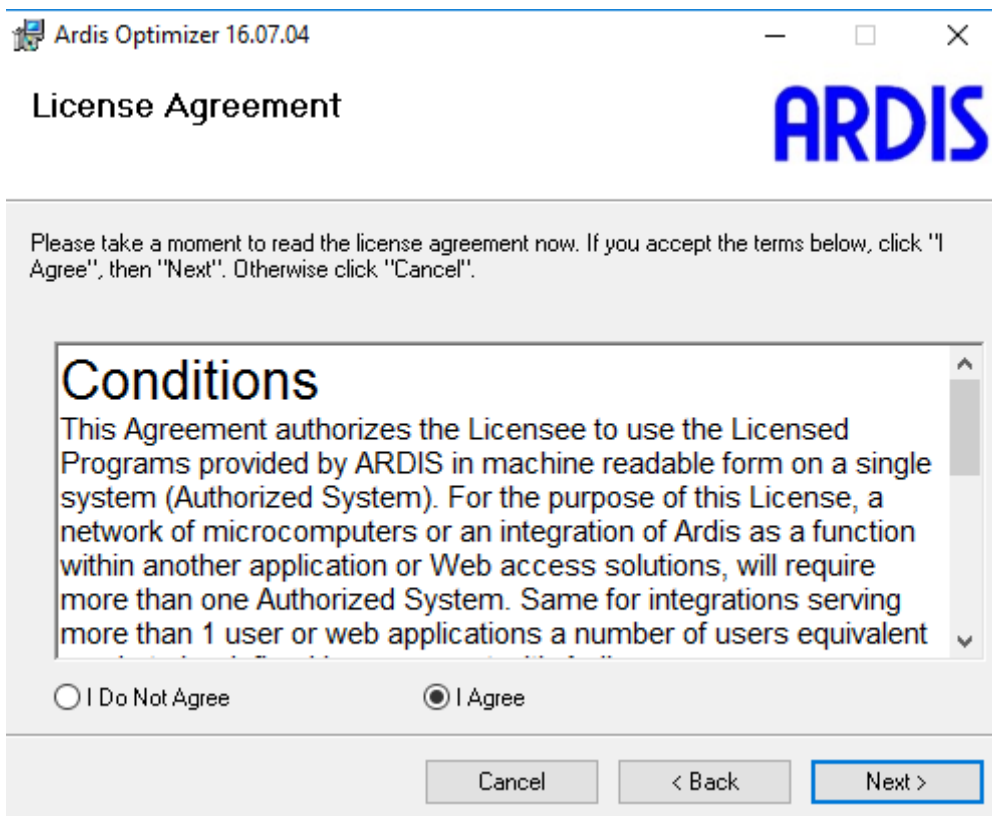 Ardis Optimizer 16.07.04
License Agreement
ARDIS
Please take a moment to read the license agreement now. If you accept the terms below, click "I
Agree", then "Next". Otherwise click "Cancel".
Conditions
This Agreement authorizes the Licensee to use the Licensed
Programs provided by ARDIS in machine readable form on a single
system (Authorized System). For the purpose of this License, a
network of microcomputers or an integration of Ardis as a function
within another application or Web access solutions, will require
more than one Authorized System. Same for integrations serving
more than 1 user or web applications a number of users equivalent
I Do Not Agree
I Agree
Cancel
< Back
Next >